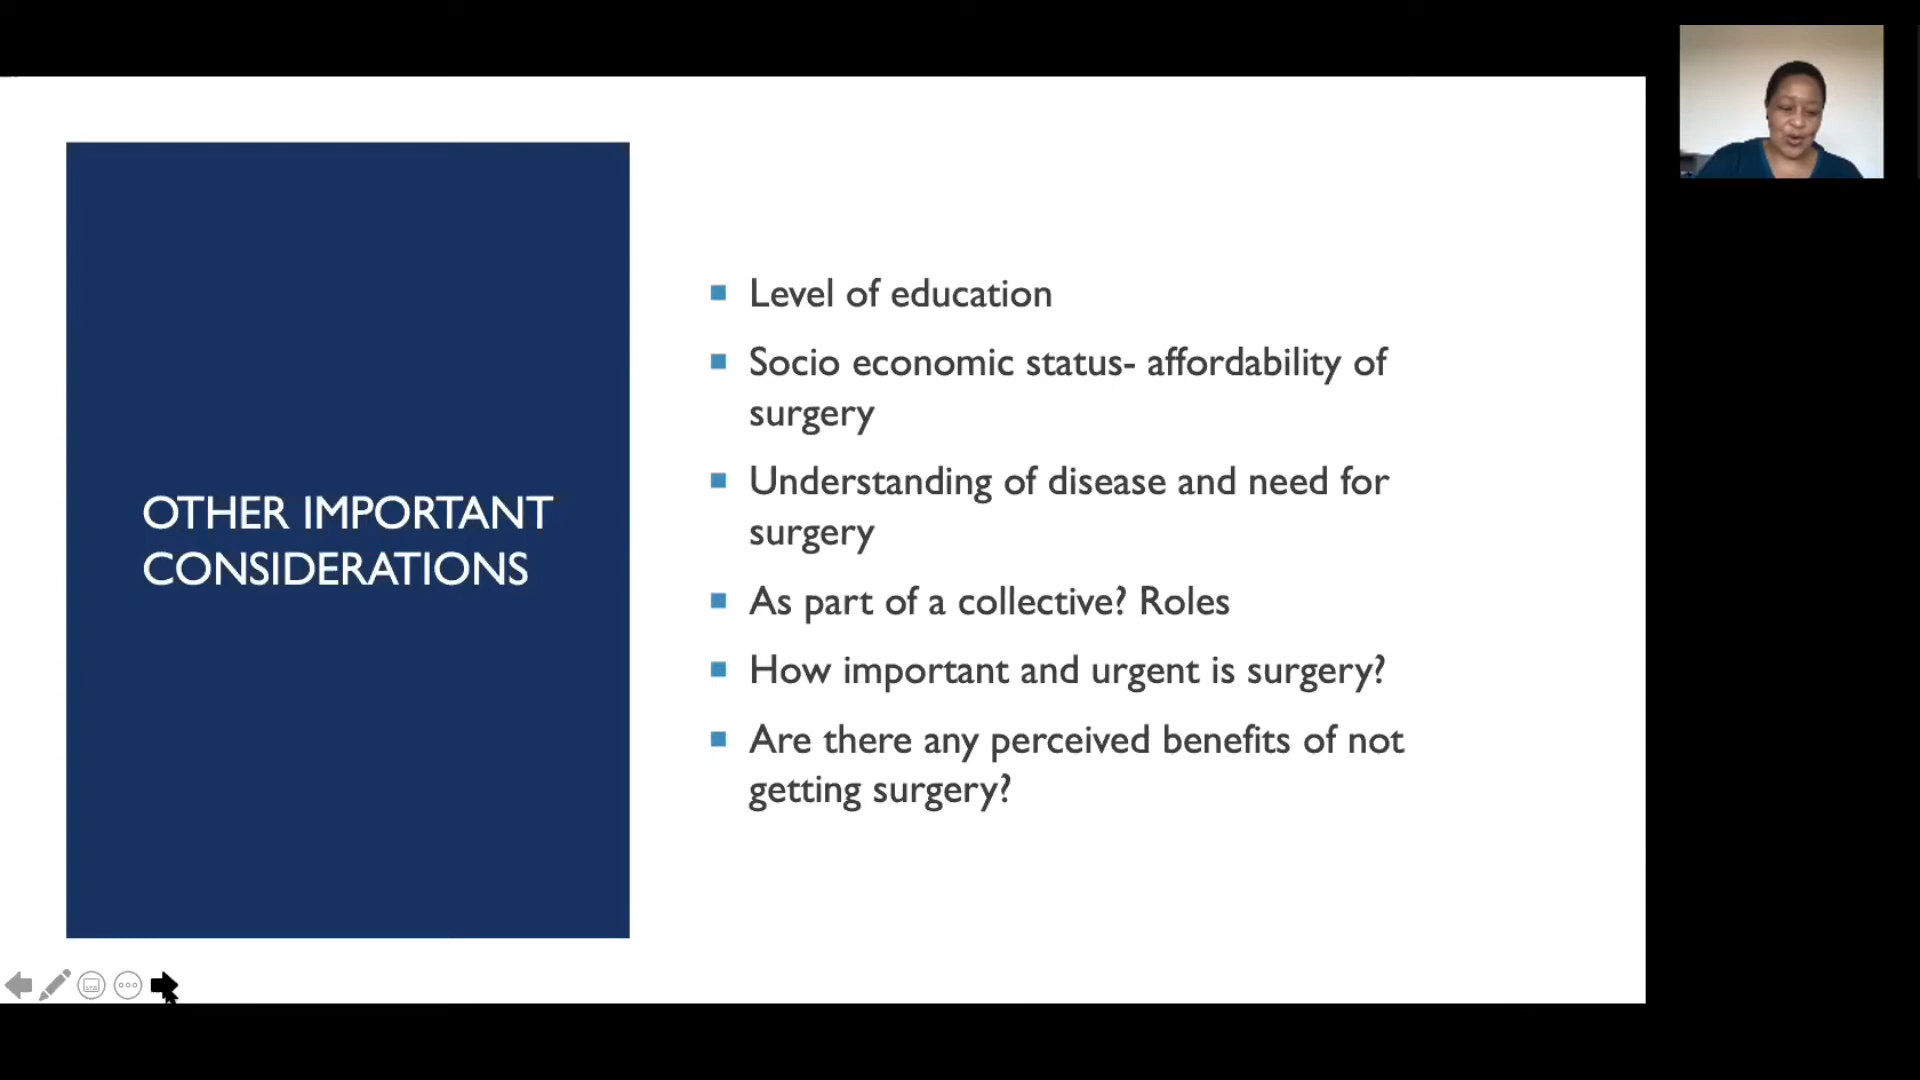 OTHER IMPORTANT
CONSIDERATIONS
Level of education
Socio economic status- affordability of
surgery
Understanding of disease and need for
surgery
As part of a collective? Roles
How important and urgent is surgery?
Are there any perceived benefits of not
getting surgery?